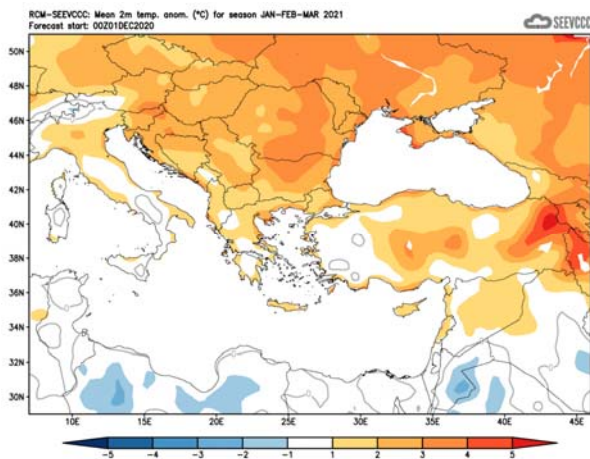 RCM-SEEVCCC: Mean 2m temp. anom. (°C) for season JAN-FEB-MAR 2021
Forecast start: 00Z01DEC2020
SEEVCCC
50N
48N
46N
44N
42N
40N
38N
36N
34N
32N
30N
10E 15E 20E 25E 30E 35E 40E 45E
-5 -4 -3 -2 -1 1 2 3 4 5